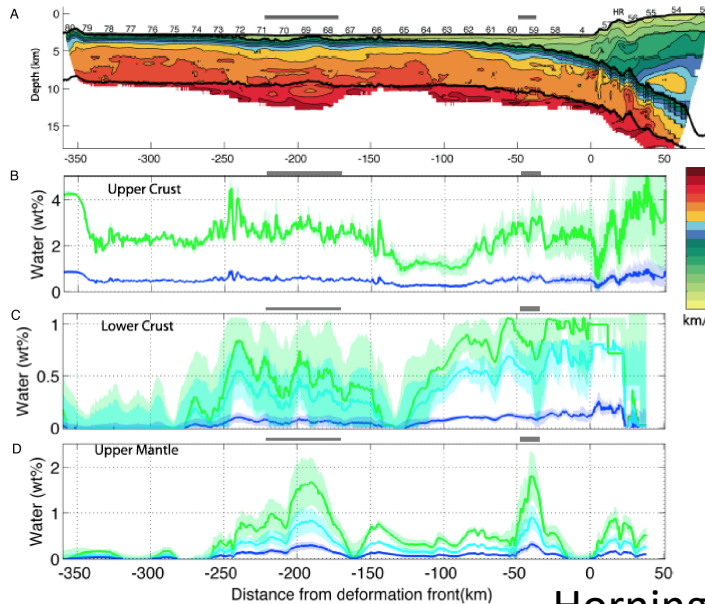 A
HR
80 79 78 77 76 75 74 73 72 71 70 69 68 67 66 65 64 63 62 61 60 59 58 4 57 56 55 54
Depth (km)
0
5
10
15
-350 -300 -250 -200 -150 -100 -50 0 50
B
Upper Crust
Water (wt%)
4
2
0
km/
C
Lower Crust
Water (wt%)
1
0.5
0
D
Upper Mantle
Water (wt%)
2
1
0
-350 -300 -250 -200 -150 -100 -50 0 50
Distance from deformation front(km)